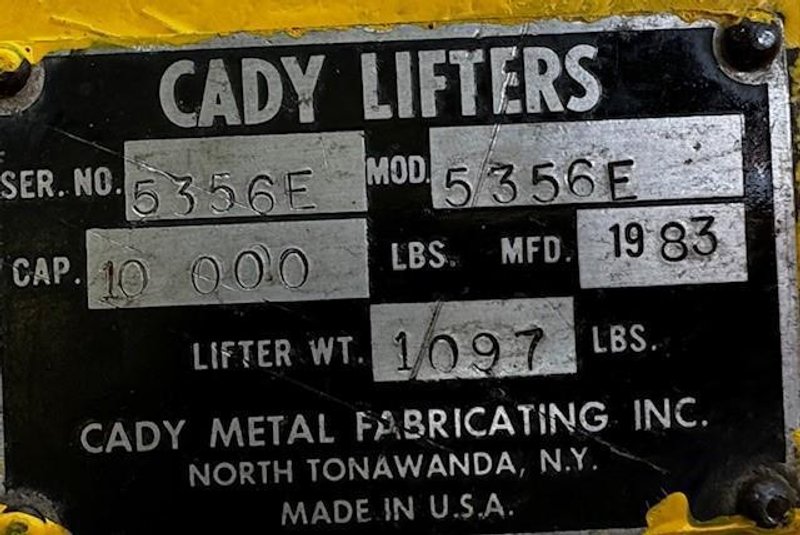 CADY LIFTERS
SER. NO. 5356E MOD. 5356E
CAP. 10 000 LBS. MFD. 1983
LIFTER WT. 1097 LBS.
CADY METAL FABRICATING INC.
NORTH TONAWANDA, N.Y.
MADE IN U.S.A.